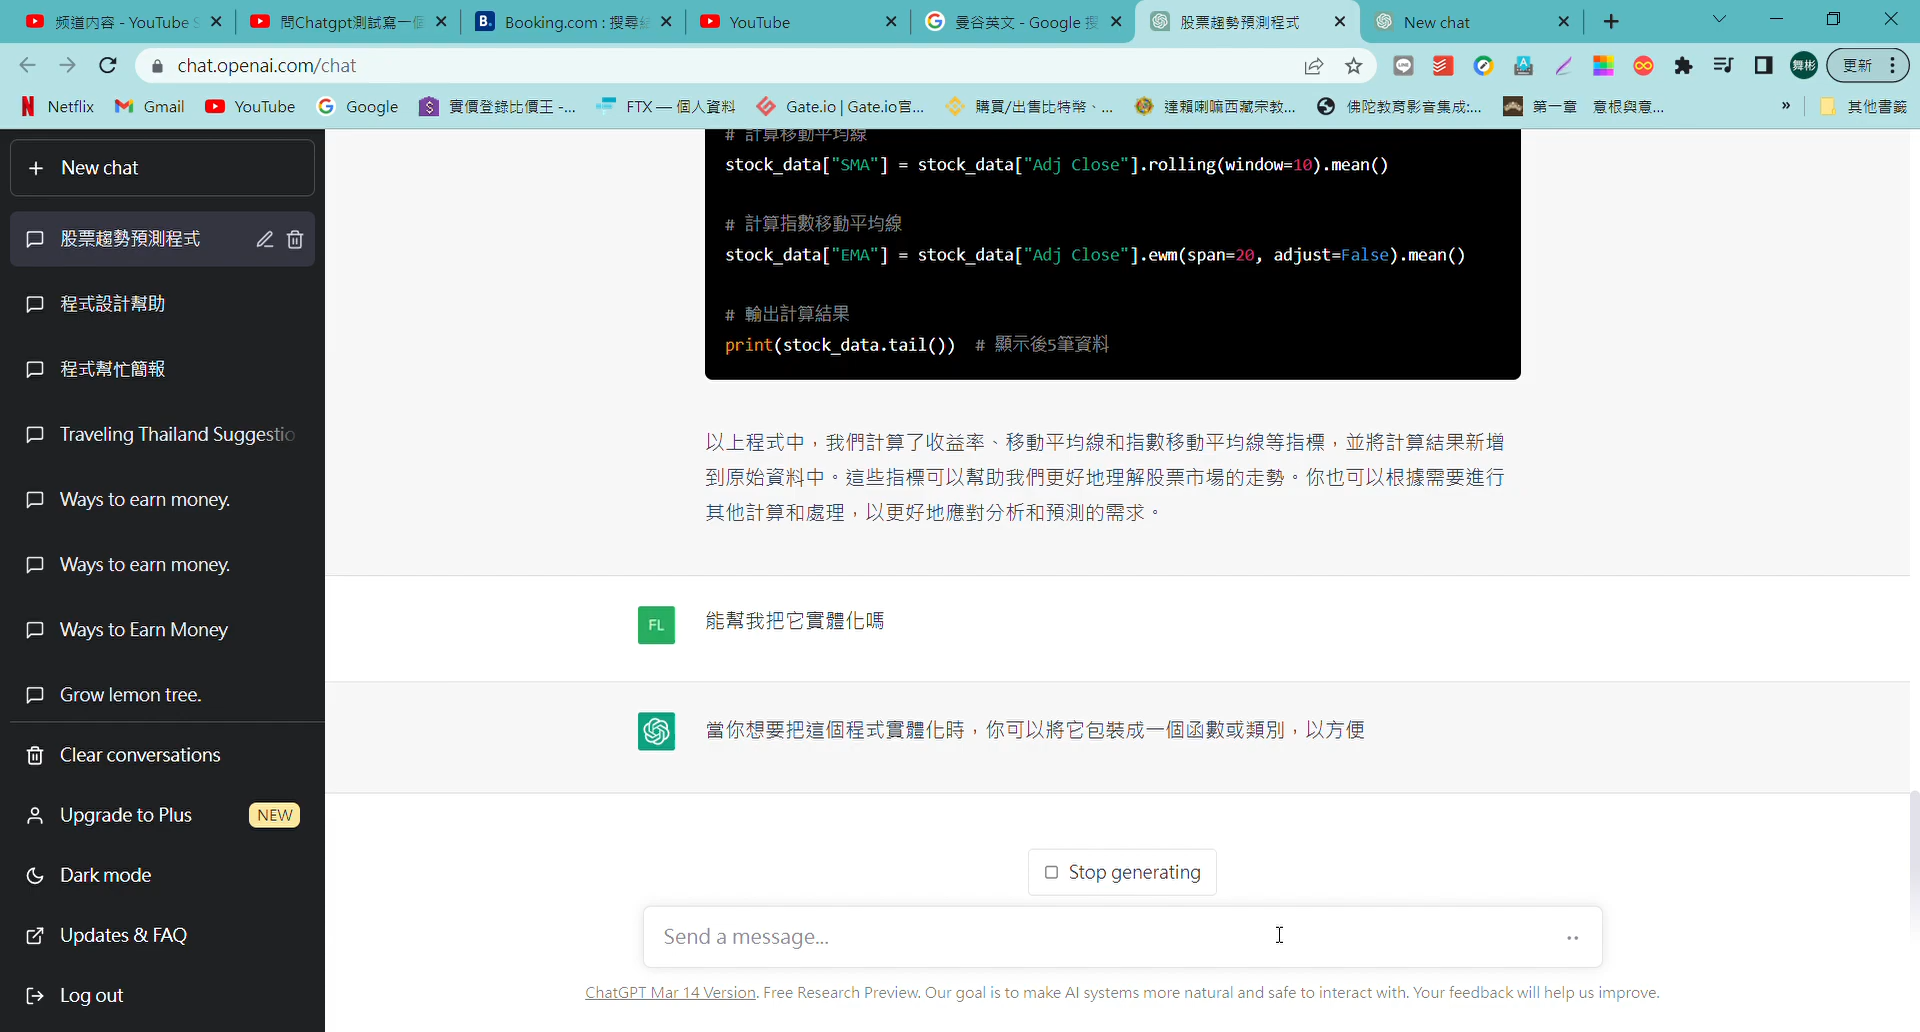 频道内容 - YouTube S
問Chatgpt測試寫一個
Booking.com : 搜尋結
YouTube
曼谷英文 - Google 搜
股票趨勢預測程式
New chat
chat.openai.com/chat
更新
Netflix
Gmail
YouTube
Google
實價登錄比價王 -...
FTX — 個人資料
Gate.io | Gate.io官...
購買/出售比特幣、...
達賴喇嘛西藏宗教...
佛陀教育影音集成:...
第一章 意根與意...
»
其他書籤
New chat
股票趨勢預測程式
程式設計幫助
程式幫忙簡報
Traveling Thailand Suggestio
Ways to earn money.
Ways to earn money.
Ways to Earn Money
Grow lemon tree.
Clear conversations
Upgrade to Plus NEW
Dark mode
Updates & FAQ
Log out
# 計算移動平均線
stock_data["SMA"] = stock_data["Adj Close"].rolling(window=10).mean()
# 計算指數移動平均線
stock_data["EMA"] = stock_data["Adj Close"].ewm(span=20, adjust=False).mean()
# 輸出計算結果
print(stock_data.tail()) # 顯示後5筆資料
以上程式中，我們計算了收益率、移動平均線和指數移動平均線等指標，並將計算結果新增
到原始資料中。這些指標可以幫助我們更好地理解股票市場的走勢。你也可以根據需要進行
其他計算和處理，以更好地應對分析和預測的需求。
FL
能幫我把它實體化嗎
當你想要把這個程式實體化時，你可以將它包裝成一個函數或類別，以方便
Stop generating
Send a message...
ChatGPT Mar 14 Version. Free Research Preview. Our goal is to make AI systems more natural and safe to interact with. Your feedback will help us improve.